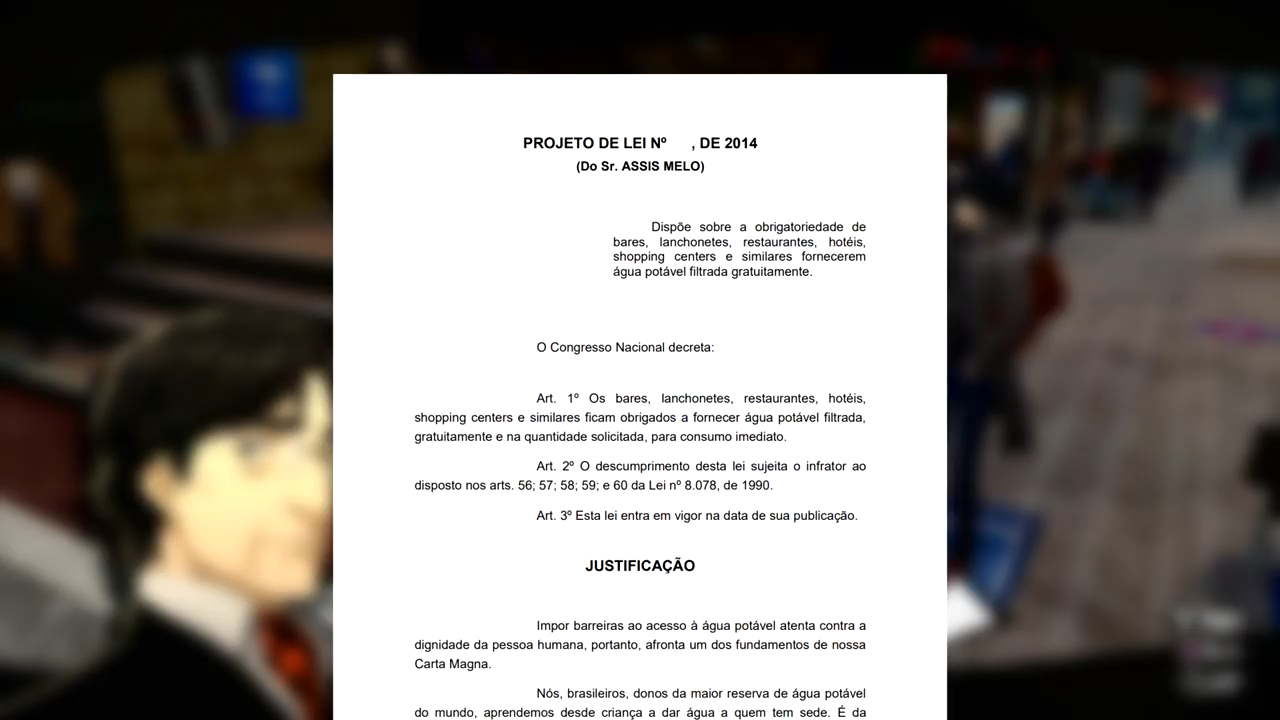 PROJETO DE LEI Nº , DE 2014
(Do Sr. ASSIS MELO)
Dispõe sobre a obrigatoriedade de
bares, lanchonetes, restaurantes, hotéis,
shopping centers e similares fornecerem
água potável filtrada gratuitamente.
O Congresso Nacional decreta:
Art. 1º Os bares, lanchonetes, restaurantes, hotéis,
shopping centers e similares ficam obrigados a fornecer água potável filtrada,
gratuitamente e na quantidade solicitada, para consumo imediato.
Art. 2º O descumprimento desta lei sujeita o infrator ao
disposto nos arts. 56; 57; 58; 59; e 60 da Lei nº 8.078, de 1990.
Art. 3º Esta lei entra em vigor na data de sua publicação.
JUSTIFICAÇÃO
Impor barreiras ao acesso à água potável atenta contra a
dignidade da pessoa humana, portanto, afronta um dos fundamentos de nossa
Carta Magna.
Nós, brasileiros, donos da maior reserva de água potável
do mundo, aprendemos desde criança a dar água a quem tem sede. É da